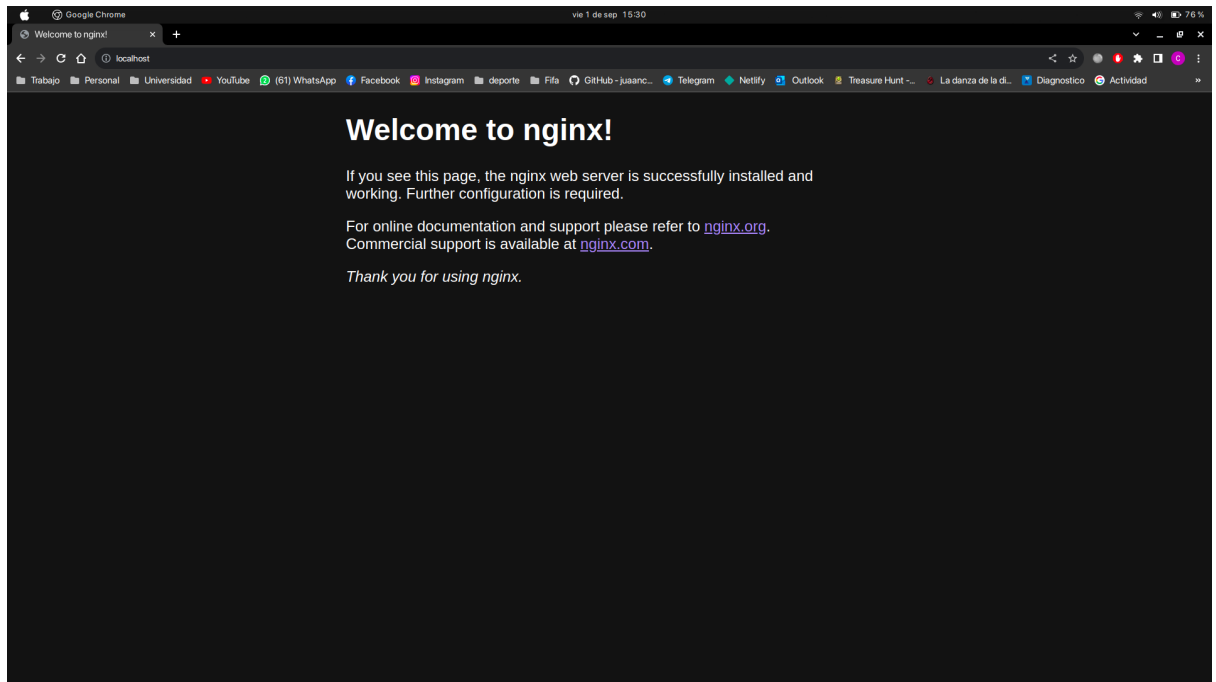 Google Chrome
vie 1 de sep 15:30
76 %
Welcome to nginx!
localhost
Trabajo Personal Universidad YouTube (61) WhatsApp Facebook Instagram deporte Fifa GitHub - juaanc... Telegram Netlify Outlook Treasure Hunt -... La danza de la di... Diagnostico Actividad »
C
Welcome to nginx!
If you see this page, the nginx web server is successfully installed and
working. Further configuration is required.
For online documentation and support please refer to nginx.org.
Commercial support is available at nginx.com.
Thank you for using nginx.